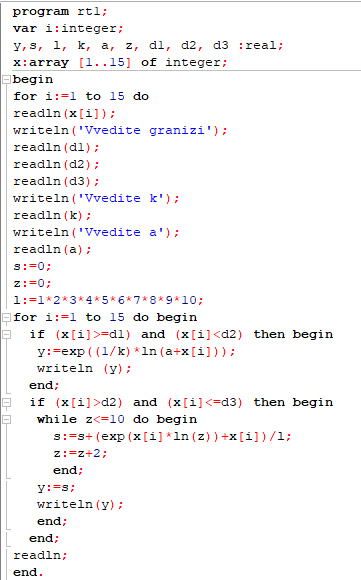 program rt1;
var i:integer;
y,s, l, k, a, z, d1, d2, d3 :real;
x:array [1..15] of integer;
begin
for i:=1 to 15 do
readln(x[i]);
writeln('Vvedite granizi');
readln(d1);
readln(d2);
readln(d3);
writeln('Vvedite k');
readln(k);
writeln('Vvedite a');
readln(a);
s:=0;
z:=0;
l:=1*2*3*4*5*6*7*8*9*10;
for i:=1 to 15 do begin
if (x[i]>=d1) and (x[i]<d2) then begin
y:=exp((1/k)*ln(a+x[i]));
writeln (y);
end;
if (x[i]>d2) and (x[i]<=d3) then begin
while z<=10 do begin
s:=s+(exp(x[i]*ln(z))+x[i])/l;
z:=z+2;
end;
y:=s;
writeln(y);
end;
end;
readln;
end.